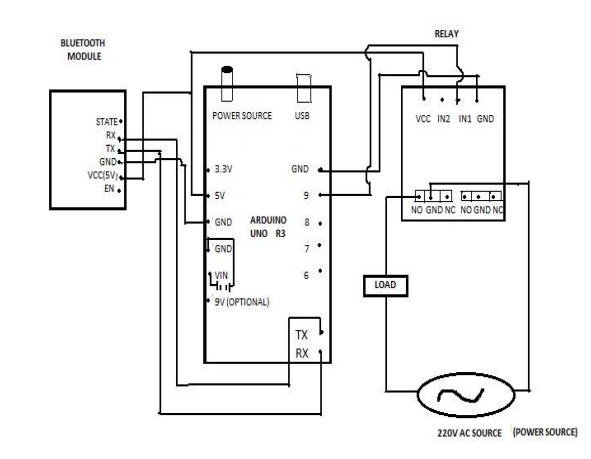 BLUETOOTH
MODULE
STATE
RX
TX
GND
VCC(5V)
EN
POWER SOURCE
USB
3.3V
5V
GND
GND
VIN
9V (OPTIONAL)
ARDUINO
UNO R3
GND
9
8
7
6
TX
RX
RELAY
VCC IN2 IN1 GND
NO GND NC NO GND NC
LOAD
220V AC SOURCE (POWER SOURCE)